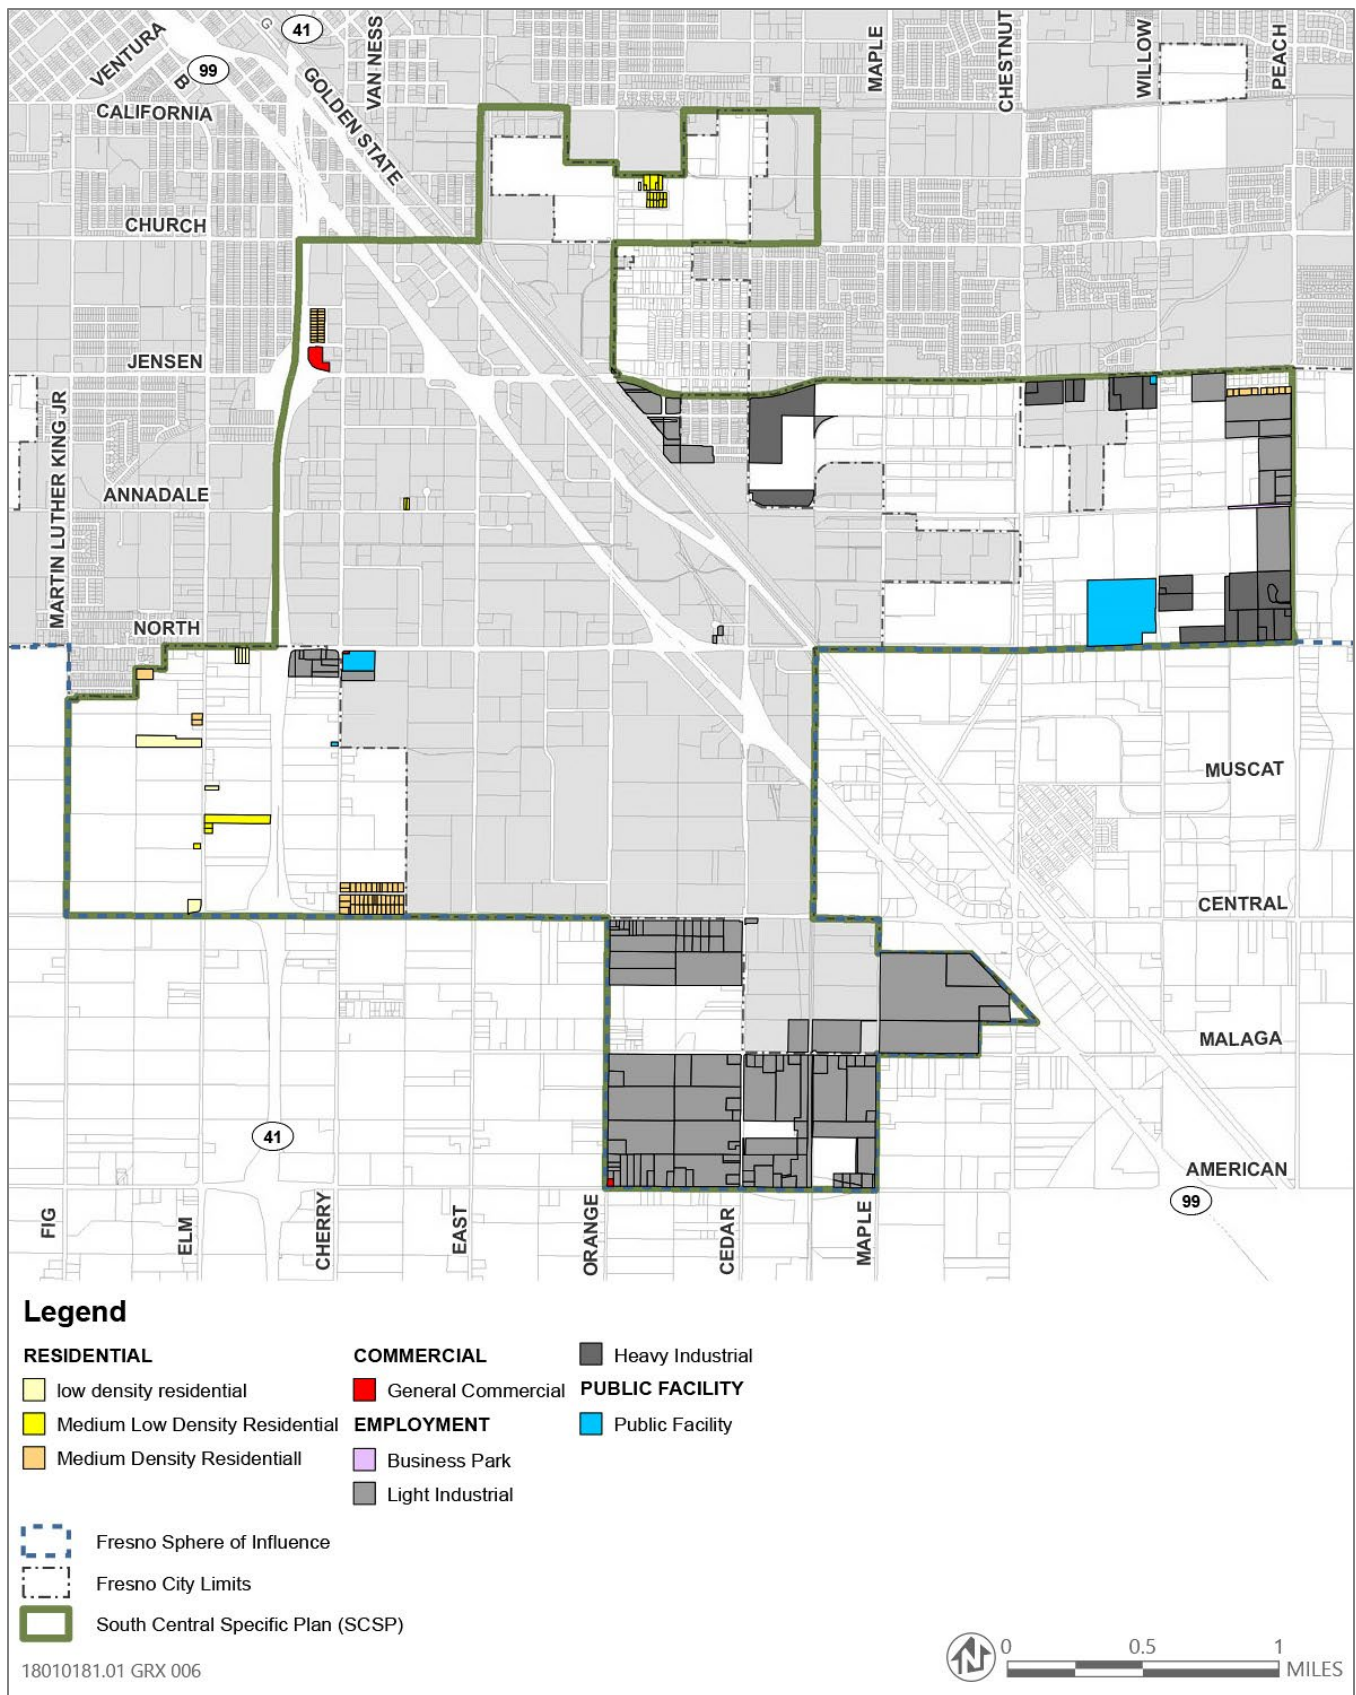 41
G
VAN NESS
MAPLE
CHESTNUT
WILLOW
PEACH
VENTURA
99
B
GOLDEN STATE
CALIFORNIA
CHURCH
JENSEN
MARTIN LUTHER KING JR
ANNADALE
NORTH
MUSCAT
CENTRAL
MALAGA
41
AMERICAN
99
FIG
ELM
CHERRY
EAST
ORANGE
CEDAR
MAPLE
Legend
RESIDENTIAL
low density residential
Medium Low Density Residential
Medium Density Residentiall
COMMERCIAL
General Commercial
EMPLOYMENT
Business Park
Light Industrial
Heavy Industrial
PUBLIC FACILITY
Public Facility
Fresno Sphere of Influence
Fresno City Limits
South Central Specific Plan (SCSP)
18010181.01 GRX 006
N
0 0.5 1
MILES